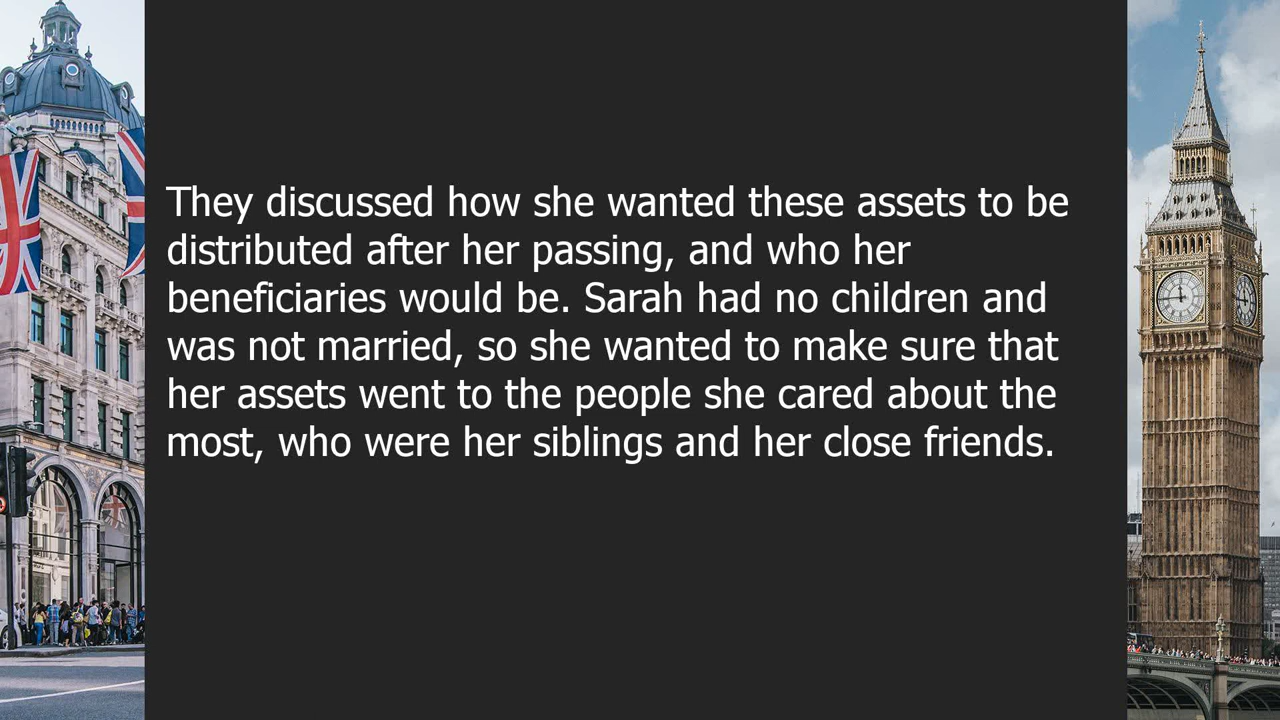 They discussed how she wanted these assets to be
distributed after her passing, and who her
beneficiaries would be. Sarah had no children and
was not married, so she wanted to make sure that
her assets went to the people she cared about the
most, who were her siblings and her close friends.